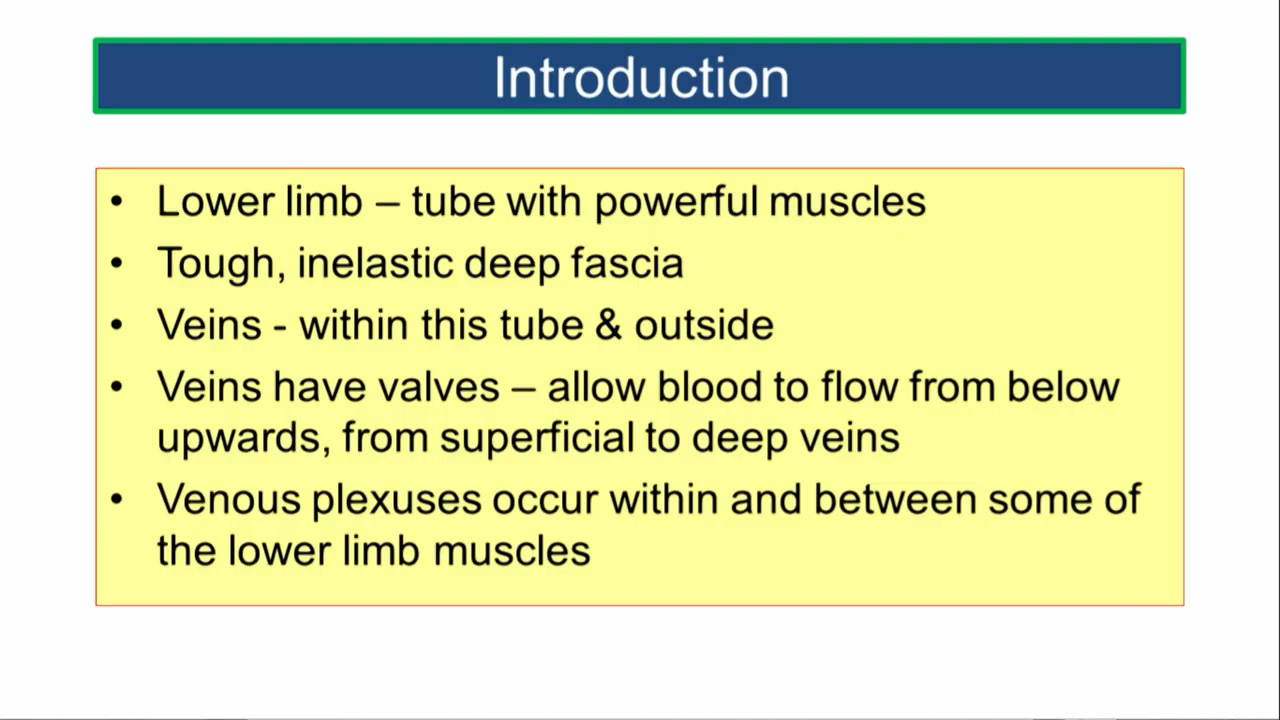 Introduction
• Lower limb – tube with powerful muscles
• Tough, inelastic deep fascia
• Veins - within this tube & outside
• Veins have valves – allow blood to flow from below
upwards, from superficial to deep veins
• Venous plexuses occur within and between some of
the lower limb muscles